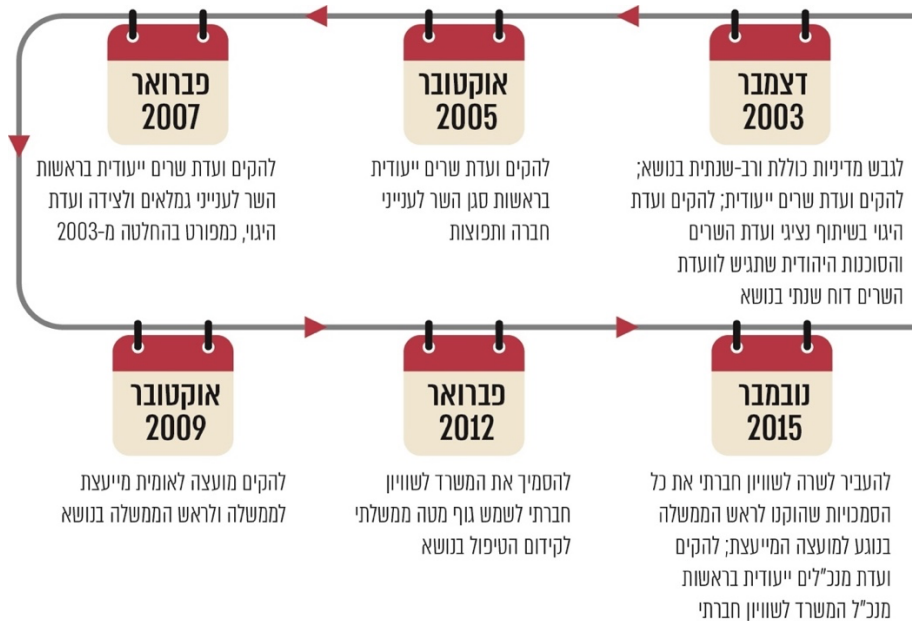 דצמבר
2003
לגבש מדיניות כוללת ורב-שנתית בנושא;
להקים ועדת שרים ייעודית; להקים ועדת
היגוי בשיתוף נציגי ועדת השרים
והסוכנות היהודית שתגיש לוועדת
השרים דוח שנתי בנושא
אוקטובר
2005
להקים ועדת שרים ייעודית
בראשות סגן השר לענייני
חברה ותפוצות
פברואר
2007
להקים ועדת שרים ייעודית בראשות
השר לענייני גמלאים ולצידה ועדת
היגוי, כמפורט בהחלטה מ-2003
אוקטובר
2009
להקים מועצה לאומית מייעצת
לממשלה ולראש הממשלה בנושא
פברואר
2012
להסמיך את המשרד לשוויון
חברתי לשמש גוף מטה ממשלתי
לקידום הטיפול בנושא
נובמבר
2015
להעביר לשרה לשוויון חברתי את כל
הסמכויות שהוקנו לראש הממשלה
בנוגע למועצה המייעצת; להקים
ועדת מנכ"לים ייעודית בראשות
מנכ"ל המשרד לשוויון חברתי